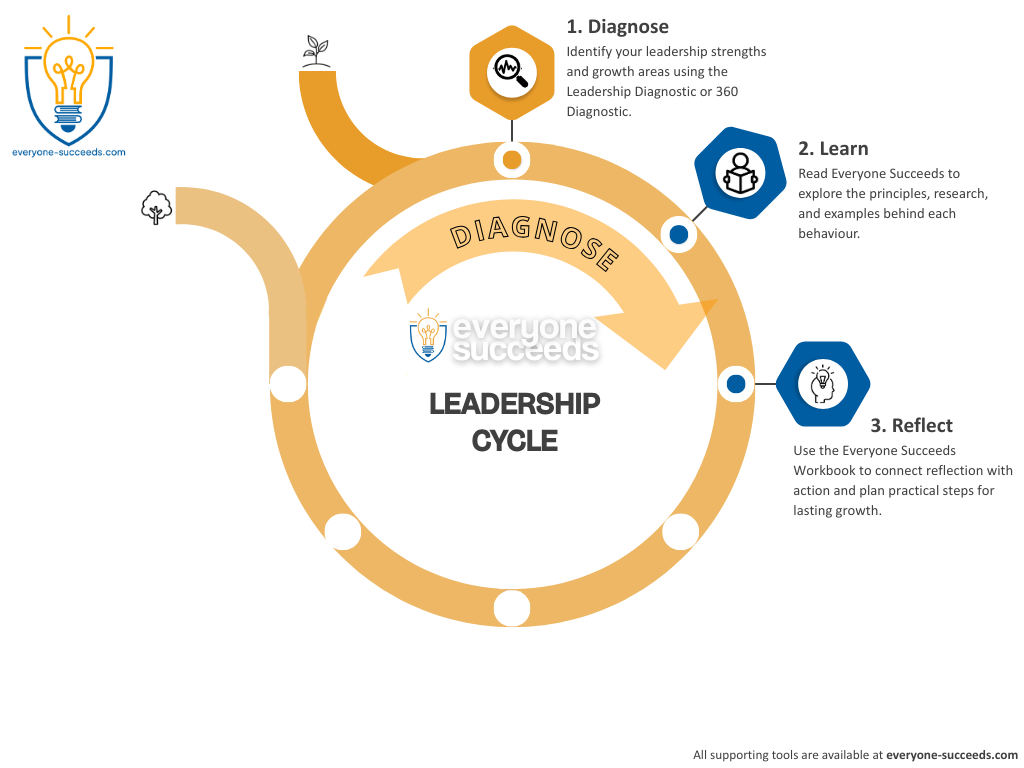 everyone-succeeds.com
1. Diagnose
Identify your leadership strengths
and growth areas using the
Leadership Diagnostic or 360
Diagnostic.
2. Learn
Read Everyone Succeeds to
explore the principles, research,
and examples behind each
behaviour.
DIAGNOSE
everyone
succeeds
LEADERSHIP
CYCLE
3. Reflect
Use the Everyone Succeeds
Workbook to connect reflection with
action and plan practical steps for
lasting growth.
All supporting tools are available at everyone-succeeds.com